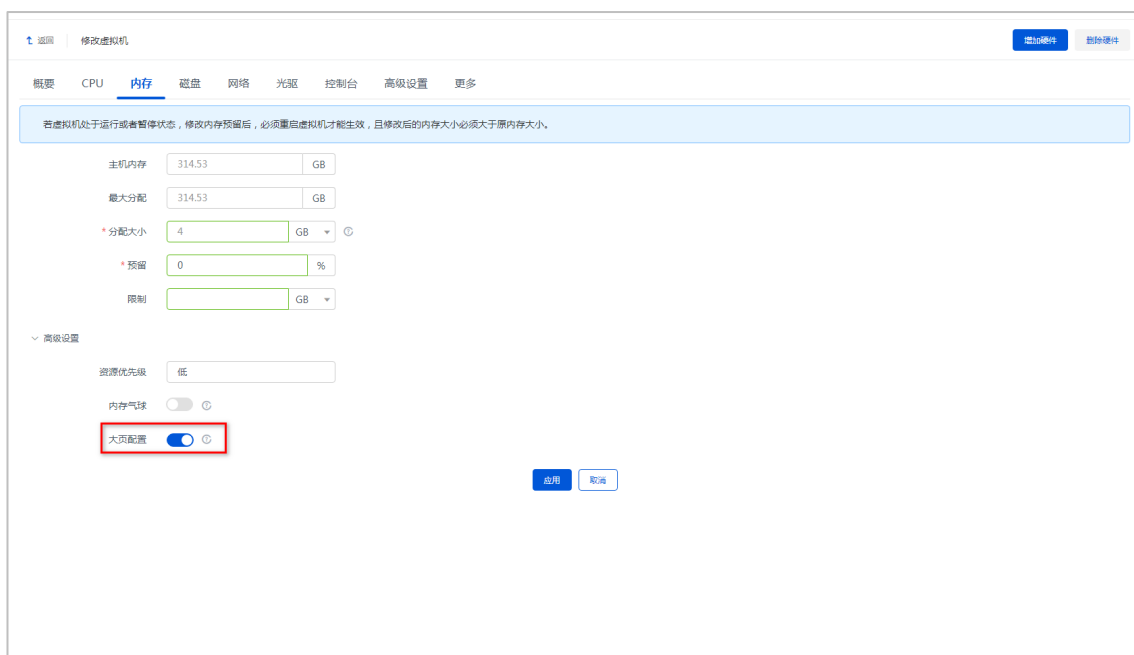 返回 修改虚拟机 增加硬件 删除硬件
概要 CPU 内存 磁盘 网络 光驱 控制台 高级设置 更多
若虚拟机处于运行或者暂停状态，修改内存预留后，必须重启虚拟机才能生效，且修改后的内存大小必须大于原内存大小。
主机内存 314.53 GB
最大分配 314.53 GB
* 分配大小 4 GB
* 预留 0 %
限制 GB
高级设置
资源优先级 低
内存气球
大页配置
应用 取消